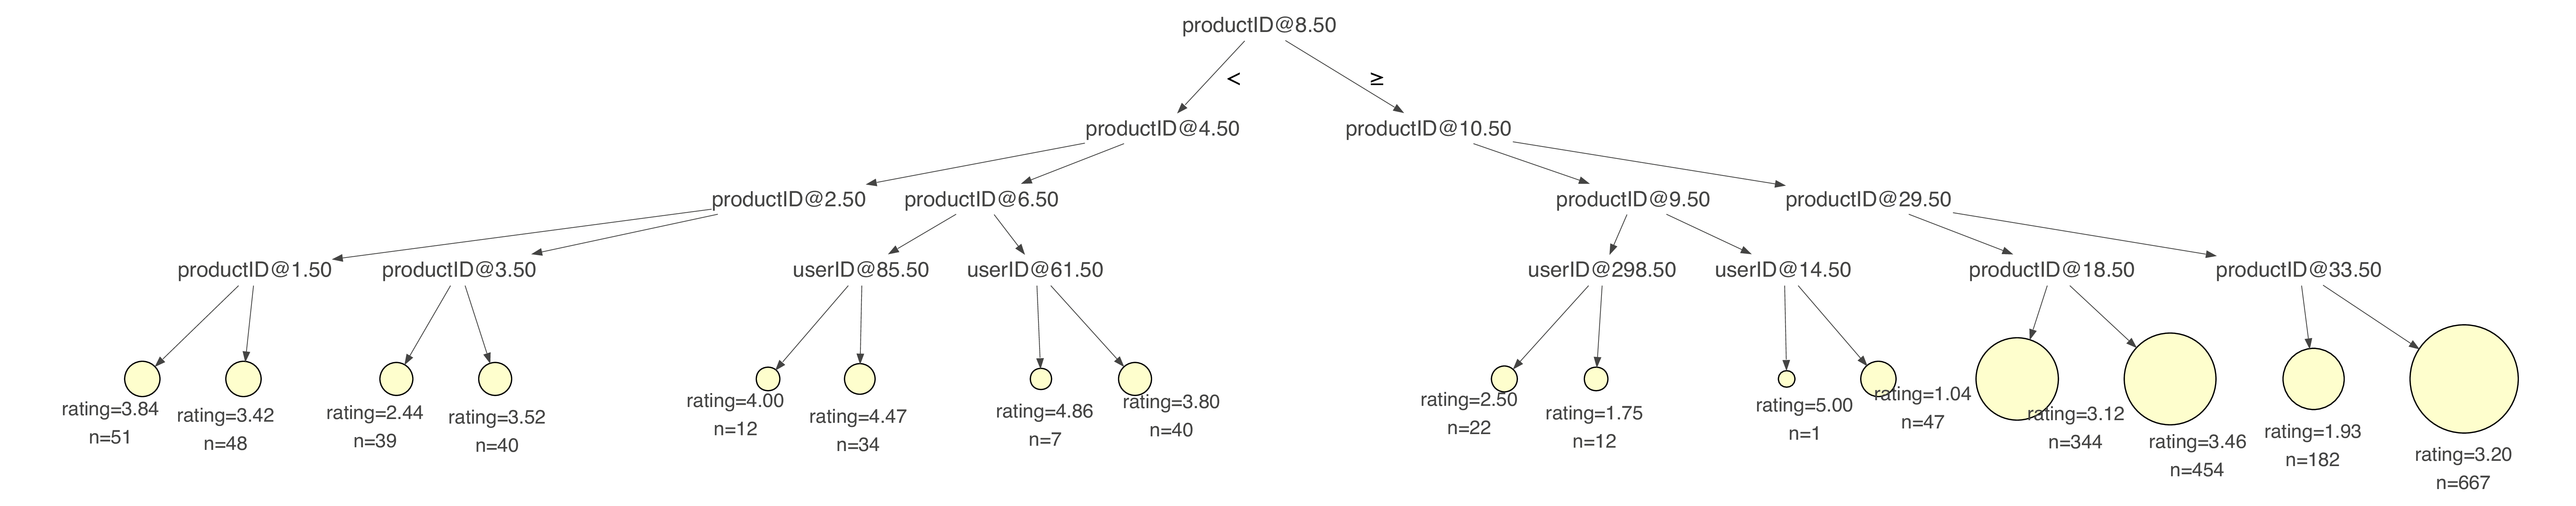 productID@8.50
<
≥
productID@4.50
productID@10.50
productID@2.50
productID@6.50
productID@9.50
productID@29.50
productID@1.50
productID@3.50
userID@85.50
userID@61.50
userID@298.50
userID@14.50
productID@18.50
productID@33.50
rating=3.84
n=51
rating=3.42
n=48
rating=2.44
n=39
rating=3.52
n=40
rating=4.00
n=12
rating=4.47
n=34
rating=4.86
n=7
rating=3.80
n=40
rating=2.50
n=22
rating=1.75
n=12
rating=5.00
n=1
rating=1.04
n=47
rating=3.12
n=344
rating=3.46
n=454
rating=1.93
n=182
rating=3.20
n=667